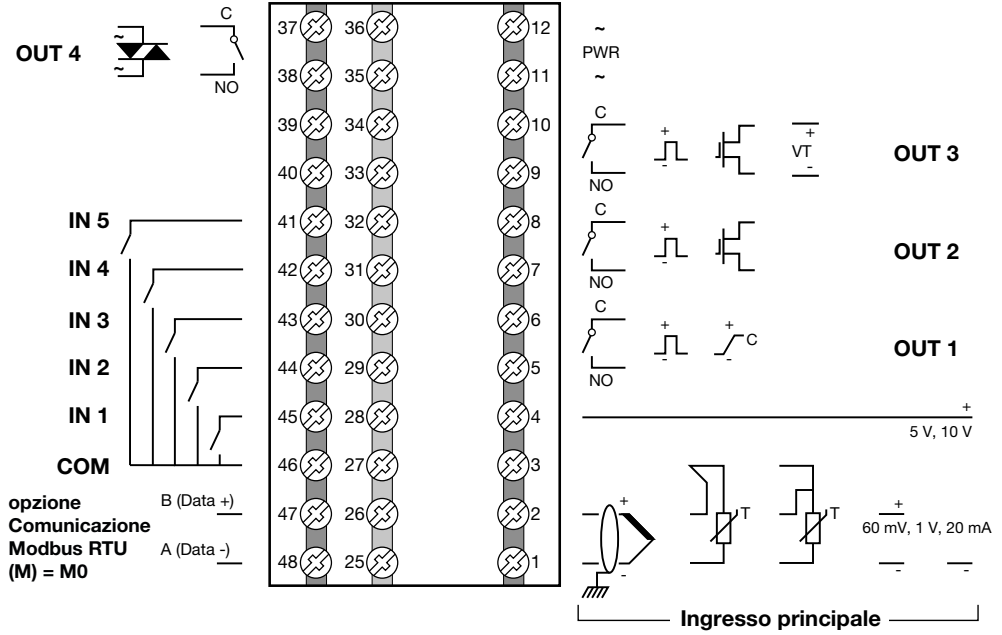 C
37 36 12
~ ~
OUT 4
PWR
~ NO ~
38 35 11
39 34 10
C
+ +
VT
- -
OUT 3
40 33 9
NO
IN 5
41 32 8
C
+
-
OUT 2
IN 4
42 31 7
NO
IN 3
43 30 6
C
+ +
C
- -
OUT 1
IN 2
44 29 5
NO
IN 1
45 28 4
+
5 V, 10 V
COM
46 27 3
opzione
Comunicazione
Modbus RTU
(M) = M0
B (Data +)
47 26 2
+ T T +
60 mV, 1 V, 20 mA
A (Data -)
48 25 1
- - -
Ingresso principale